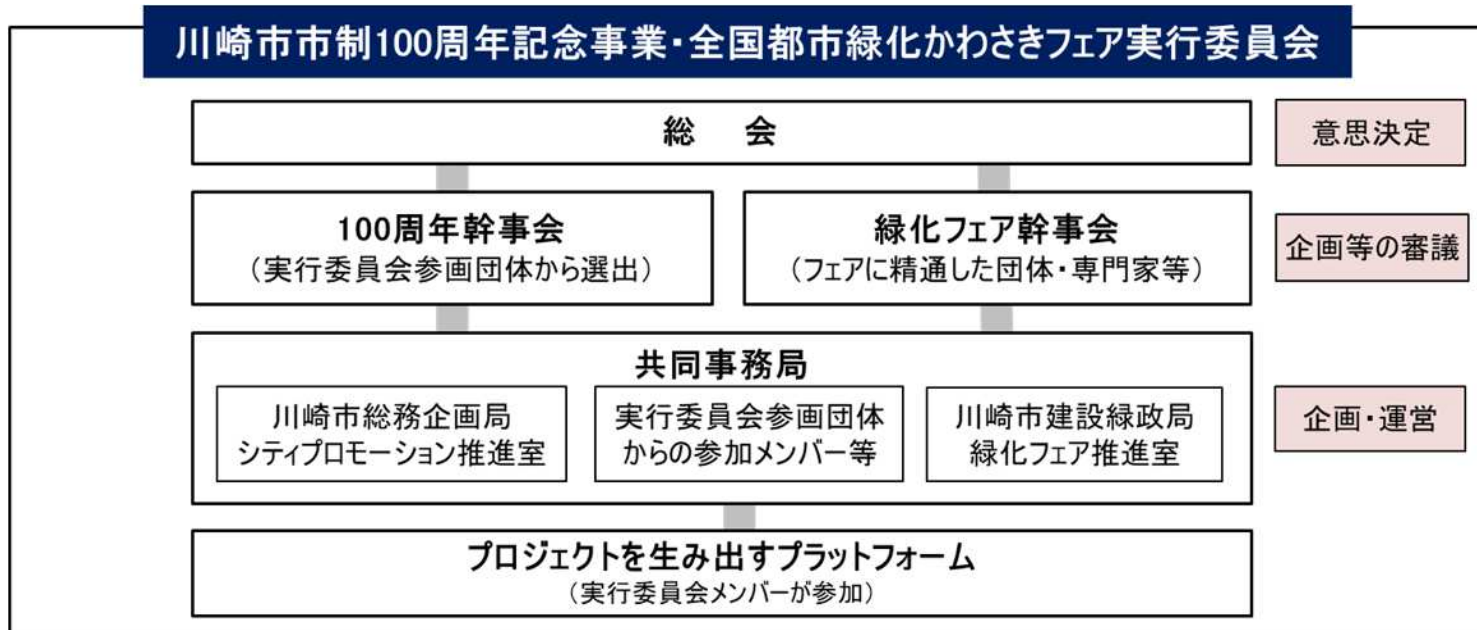 川崎市市制100周年記念事業・全国都市緑化かわさきフェア実行委員会
総　会
意思決定
100周年幹事会
（実行委員会参画団体から選出）
緑化フェア幹事会
（フェアに精通した団体・専門家等）
企画等の審議
共同事務局
川崎市総務企画局
シティプロモーション推進室
実行委員会参画団体
からの参加メンバー等
川崎市建設緑政局
緑化フェア推進室
企画・運営
プロジェクトを生み出すプラットフォーム
（実行委員会メンバーが参加）